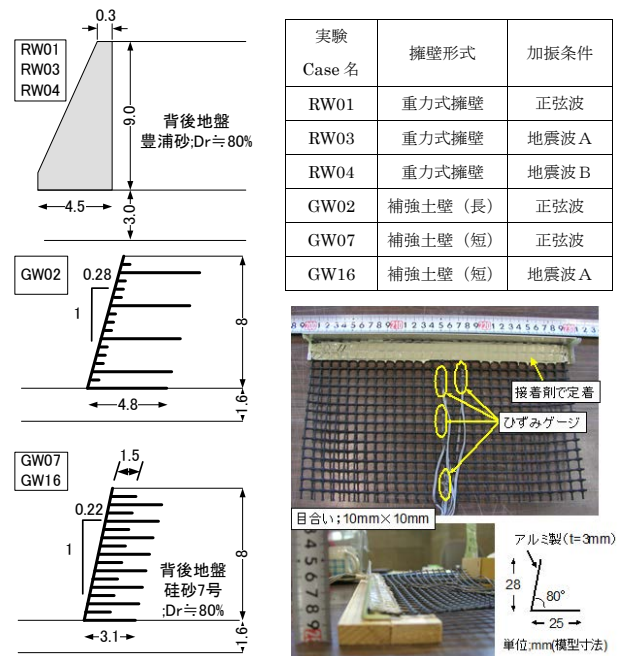 0.3
RW01
RW03
RW04
9.0
背後地盤
豊浦砂;Dr≒80%
4.5
3.0
GW02
0.28
1
8
4.8
1.6
GW07
GW16
1.5
0.22
1
8
背後地盤
硅砂7号
;Dr≒80%
3.1
1.6
実験
Case 名
擁壁形式
加振条件
RW01 重力式擁壁 正弦波
RW03 重力式擁壁 地震波A
RW04 重力式擁壁 地震波B
GW02 補強土壁（長） 正弦波
GW07 補強土壁（短） 正弦波
GW16 補強土壁（短） 地震波A
接着剤で定着
ひずみゲージ
目合い;10mm×10mm
アルミ製(t=3mm)
28
80°
25
単位;mm(模型寸法)